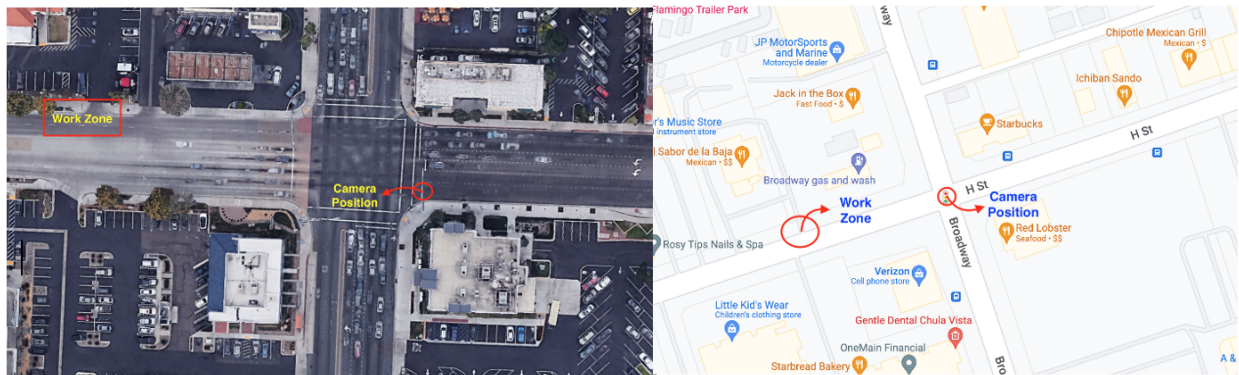 Work Zone
Camera
Position
Flamingo Trailer Park
JP MotorSports
and Marine
Motorcycle dealer
Jack in the Box
Fast Food • $
r's Music Store
l instrument store
l Sabor de la Baja
Mexican • $$
Broadway gas and wash
Work
Zone
Rosy Tips Nails & Spa
Little Kid's Wear
Children's clothing store
Verizon
Cell phone store
Gentle Dental Chula Vista
OneMain Financial
Starbread Bakery
way
Chipotle Mexican Grill
Mexican • $
Ichiban Sando
Starbucks
H St
H St
Camera
Position
Red Lobster
Seafood • $$
Broadway
Bro
A &